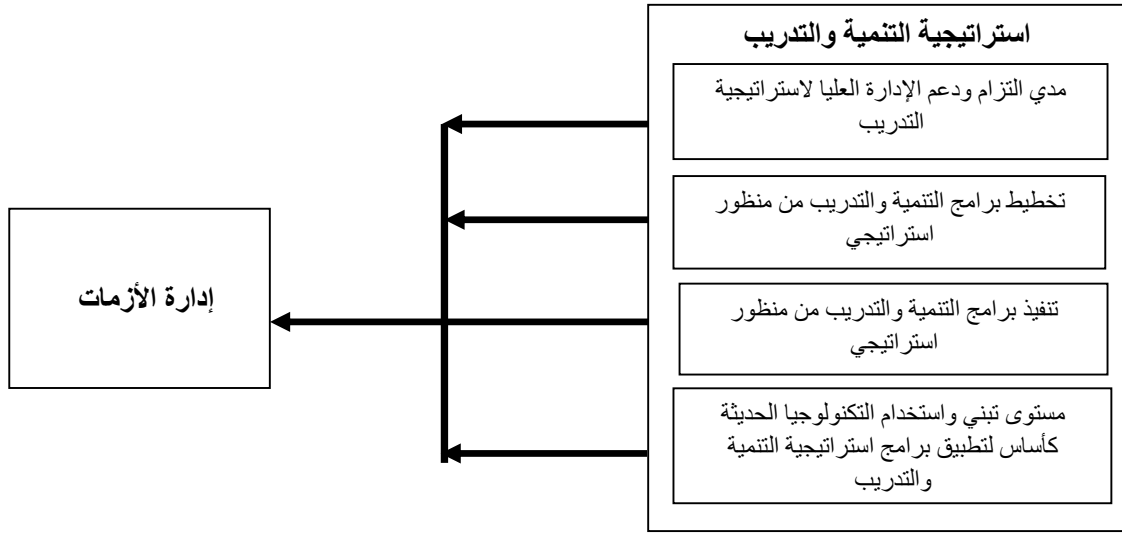 استراتيجية التنمية والتدريب
مدي التزام ودعم الإدارة العليا لاستراتيجية
التدريب
تخطيط برامج التنمية والتدريب من منظور
استراتيجي
تنفيذ برامج التنمية والتدريب من منظور
استراتيجي
مستوى تبني واستخدام التكنولوجيا الحديثة
كأساس لتطبيق برامج استراتيجية التنمية
والتدريب
إدارة الأزمات